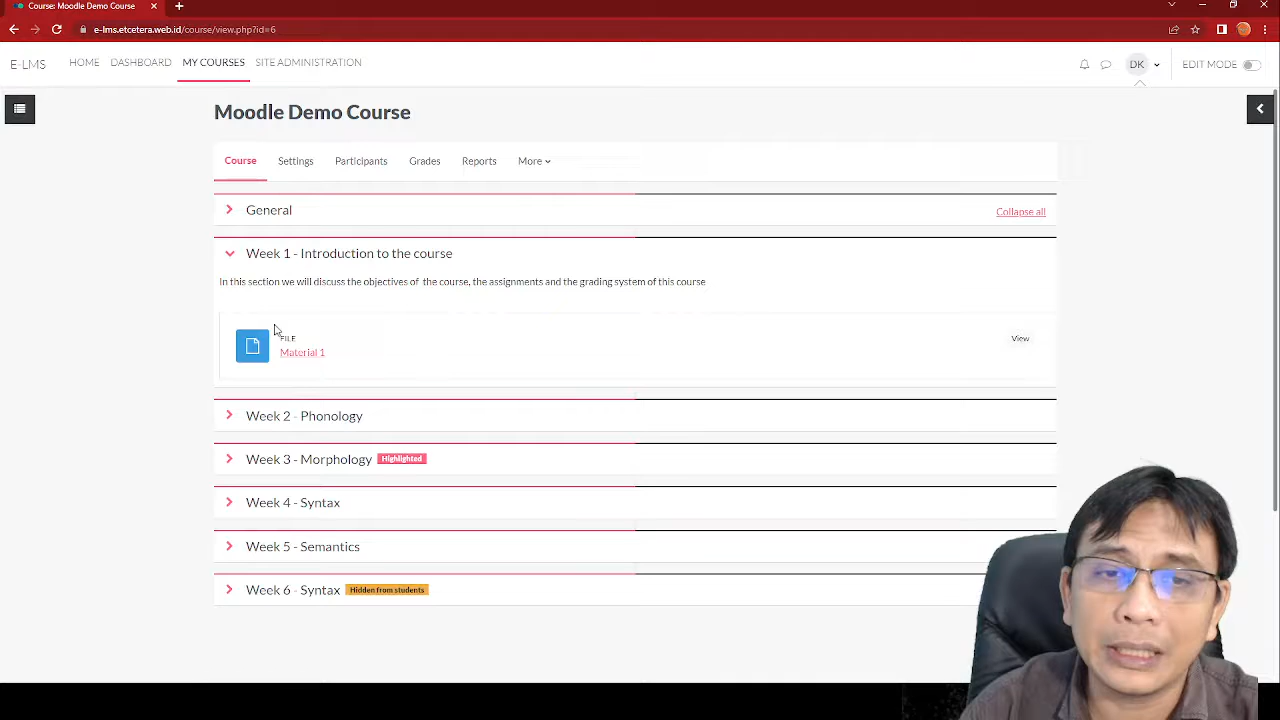 Course: Moodle Demo Course
e-lms.etcetera.web.id/course/view.php?id=6
E-LMS HOME DASHBOARD MY COURSES SITE ADMINISTRATION DK EDIT MODE
Moodle Demo Course
Course Settings Participants Grades Reports More
General Collapse all
Week 1 - Introduction to the course
In this section we will discuss the objectives of the course, the assignments and the grading system of this course
FILE
Material 1 View
Week 2 - Phonology
Week 3 - Morphology Highlighted
Week 4 - Syntax
Week 5 - Semantics
Week 6 - Syntax Hidden from students